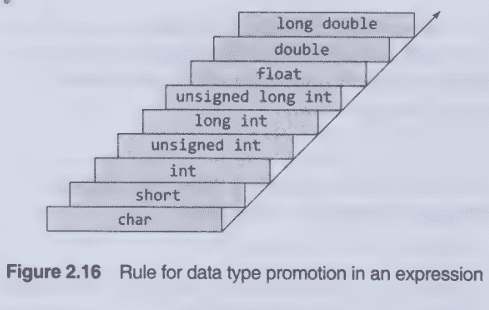 long double
double
float
unsigned long int
long int
unsigned int
int
short
char
Figure 2.16 Rule for data type promotion in an expression